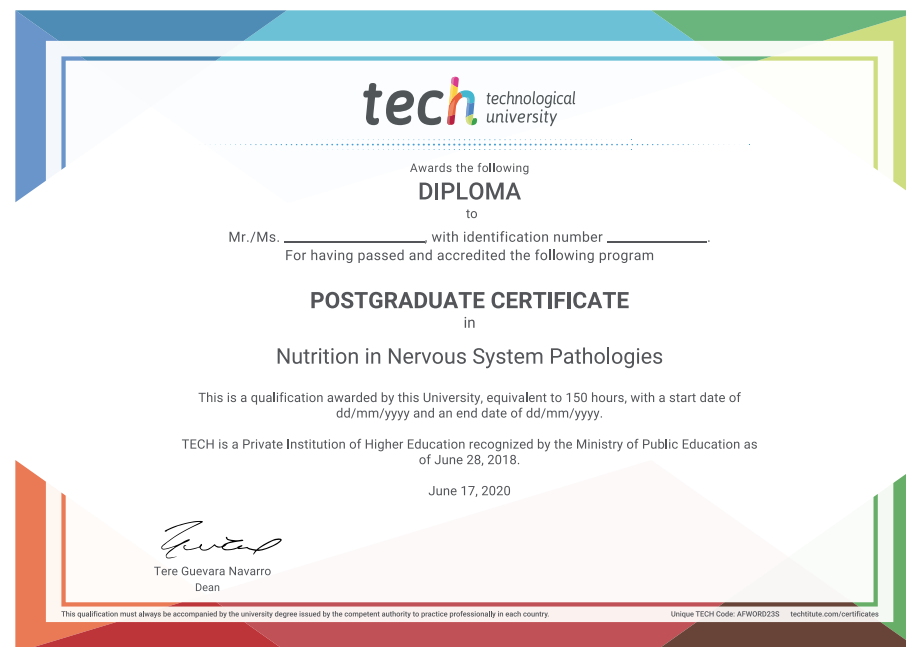 tech technological
university
Awards the following
DIPLOMA
to
Mr./Ms. ____________________, with identification number ______________.
For having passed and accredited the following program
POSTGRADUATE CERTIFICATE
in
Nutrition in Nervous System Pathologies
This is a qualification awarded by this University, equivalent to 150 hours, with a start date of
dd/mm/yyyy and an end date of dd/mm/yyyy.
TECH is a Private Institution of Higher Education recognized by the Ministry of Public Education as
of June 28, 2018.
June 17, 2020
Tere Guevara Navarro
Dean
This qualification must always be accompanied by the university degree issued by the competent authority to practice professionally in each country. Unique TECH Code: AFWORD23S techtitute.com/certificates